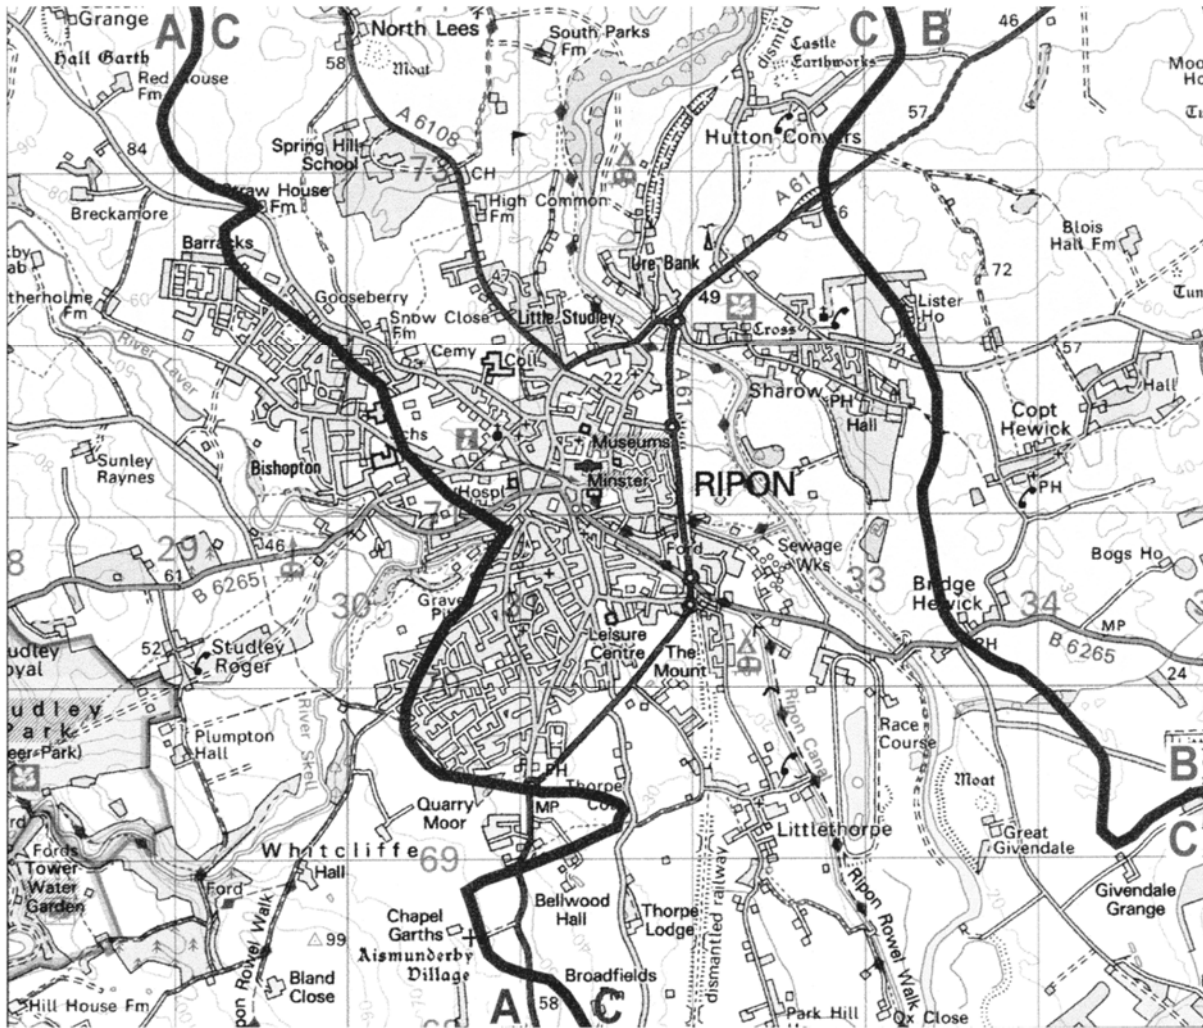 Grange
A
C
North Lees
South Parks
Fm
dismtd
Castle
Earthworks
C
B
46
Hall Garth
58
Moat
Red House
Fm
A 6108
Hutton Conyers
57
84
Spring Hill
School
73
CH
A 61
Straw House
Fm
High Common
Fm
Breckamore
Blois
Hall Fm
Barracks
47
Ure Bank
72
Gooseberry
49
Lister
Ho
Snow Close
Fm
Little Studley
Cross
57
60
River Laver
50
Cemy
Coll
22
A 61
Sharow
PH
Hall
Hall
Copt
Hewick
Museums
Sunley
Raynes
Bishopton
Minster
RIPON
PH
Hospl
7
8
29
46
Ford
Sewage
Wks
33
Bogs Ho
61
B 6265
30
Bridge
Hewick
34
MP
PH
B 6265
24
52
Studley
Roger
Leisure
Centre
The
Mount
River Skell
Ripon Canal
Race
Course
Plumpton
Hall
PH
B
MP
Moat
Quarry
Moor
Littlethorpe
Great
Givendale
C
Whitcliffe
Hall
69
Fords
Tower
Water
Garden
Ford
Bellwood
Hall
dismantled railway
Ripon Rowel Walk
Givendale
Grange
Chapel
Garths
Thorpe
Lodge
99
Aismunderby
Village
Bland
Close
Broadfields
Hill House Fm
A
58
C
Park Hill
Ox Close